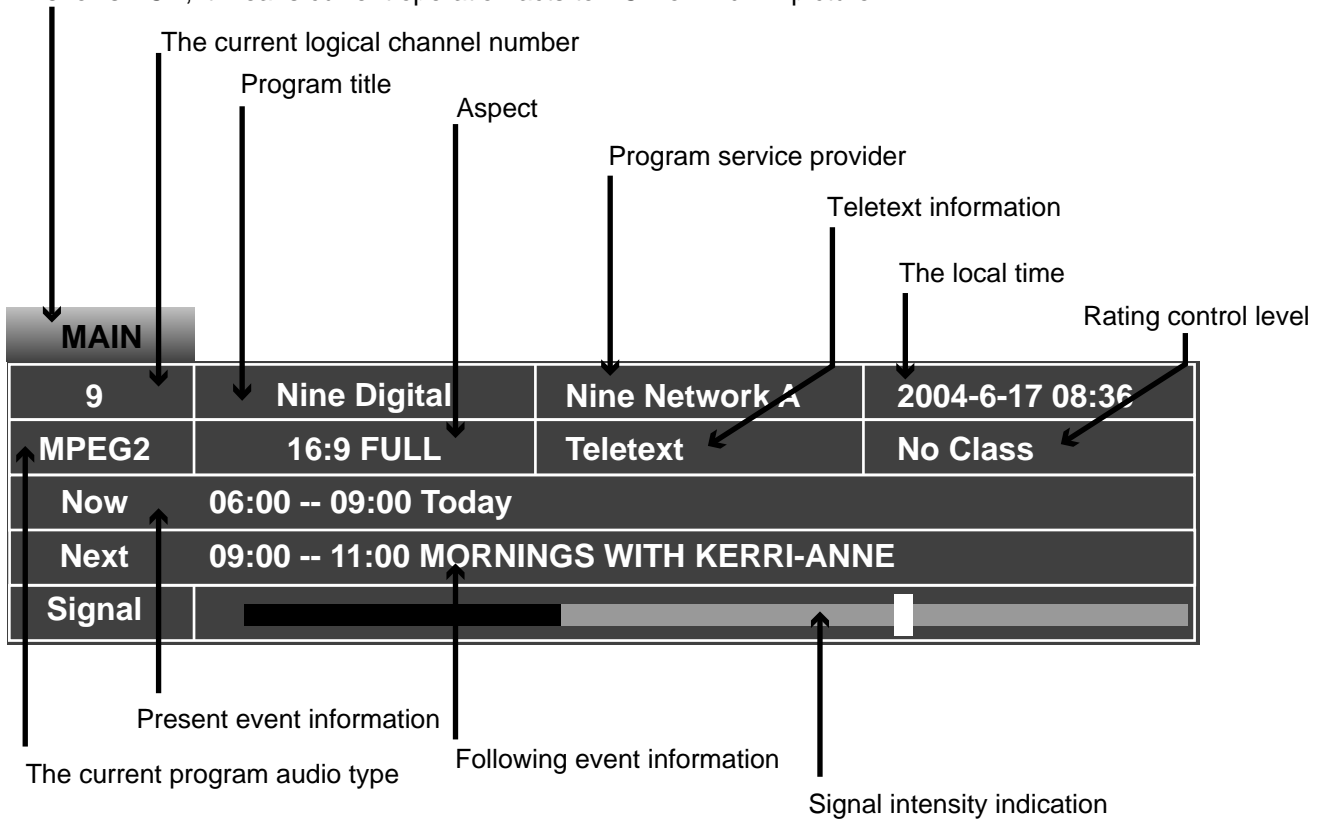 The current logical channel number
Program title
Aspect
Program service provider
Teletext information
The local time
Rating control level
MAIN
9 Nine Digital Nine Network A 2004-6-17 08:36
MPEG2 16:9 FULL Teletext No Class
Now 06:00 -- 09:00 Today
Next 09:00 -- 11:00 MORNINGS WITH KERRI-ANNE
Signal
Present event information
Following event information
The current program audio type
Signal intensity indication